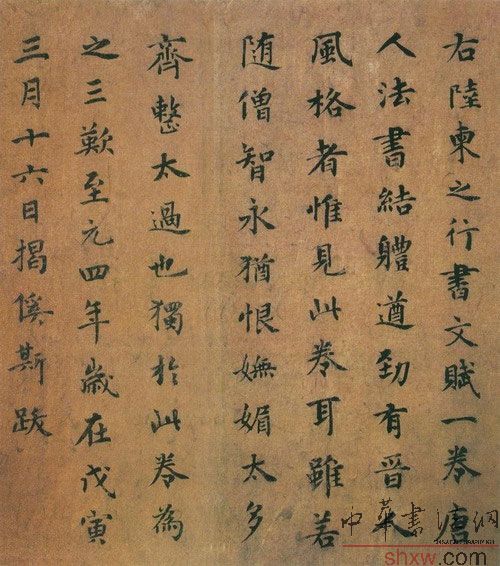 右陸柬之行書文賦一卷唐
人法書結體遒勁有晉人
風格者惟見此卷耳雖若
随僧智永猶恨嫵媚太多
齊整太過也獨於此卷為
之三歎至元四年歲在戊寅
三月十六日揭傒斯跋
中華書法網
shxw.com